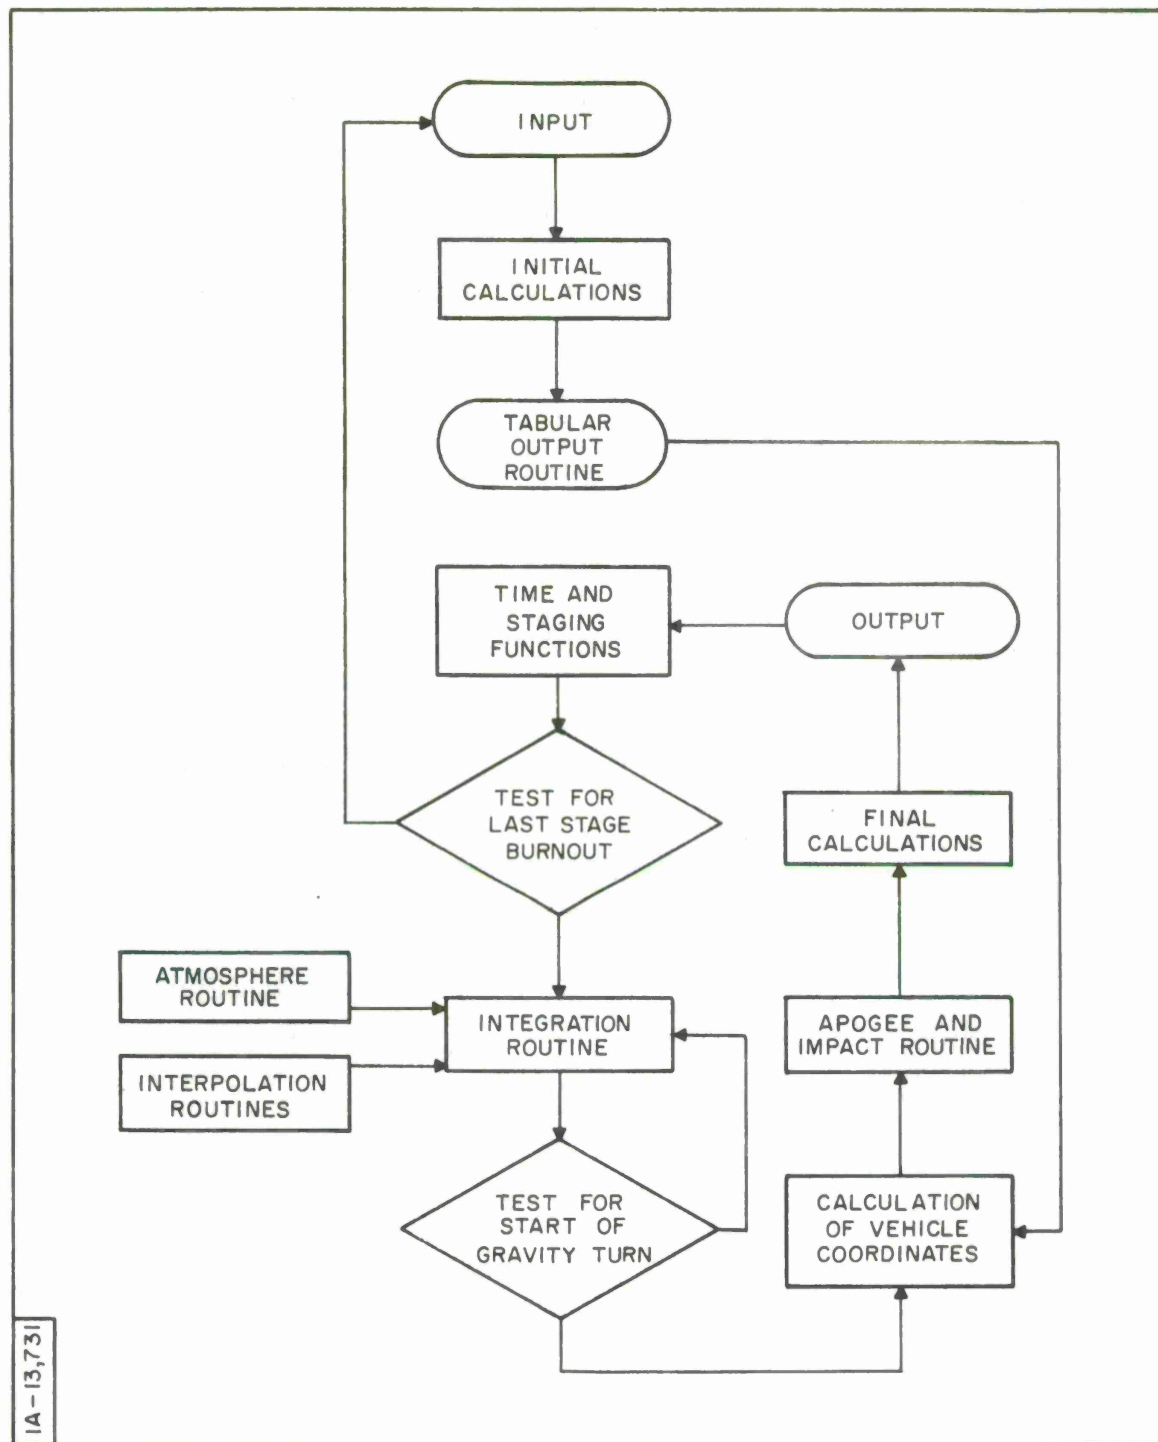 INPUT
INITIAL
CALCULATIONS
TABULAR
OUTPUT
ROUTINE
TIME AND
STAGING
FUNCTIONS
OUTPUT
TEST FOR
LAST STAGE
BURNOUT
FINAL
CALCULATIONS
ATMOSPHERE
ROUTINE
INTEGRATION
ROUTINE
APOGEE AND
IMPACT ROUTINE
INTERPOLATION
ROUTINES
TEST FOR
START OF
GRAVITY TURN
CALCULATION
OF VEHICLE
COORDINATES
IA-13,731